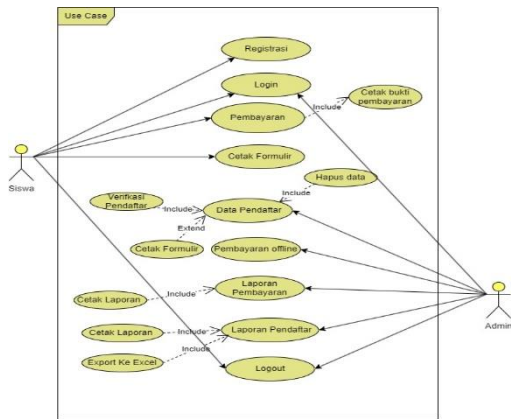 Use Case
Registrasi
Login
Pembayaran
Include
Cetak bukti
pembayaran
Siswa
Cetak Formulir
Hapus data
Include
Verifikasi
Pendaftar
Include
Data Pendaftar
Extend
Cetak Formulir
Pembayaran offline
Laporan
Pembayaran
Include
Cetak Laporan
Admin
Cetak Laporan
Include
Laporan Pendaftar
Include
Export Ke Excel
Logout